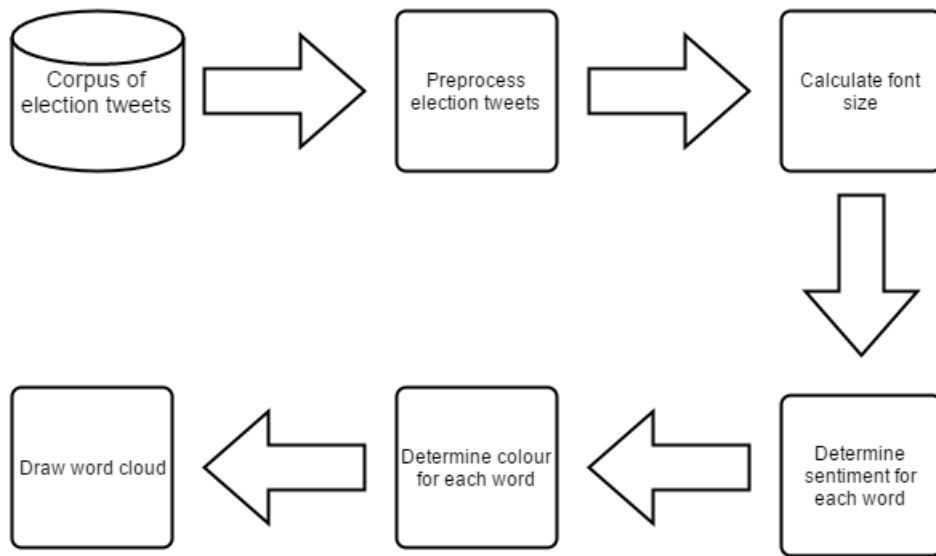 Corpus of
election tweets
Preprocess
election tweets
Calculate font
size
Determine
sentiment for
each word
Determine colour
for each word
Draw word cloud